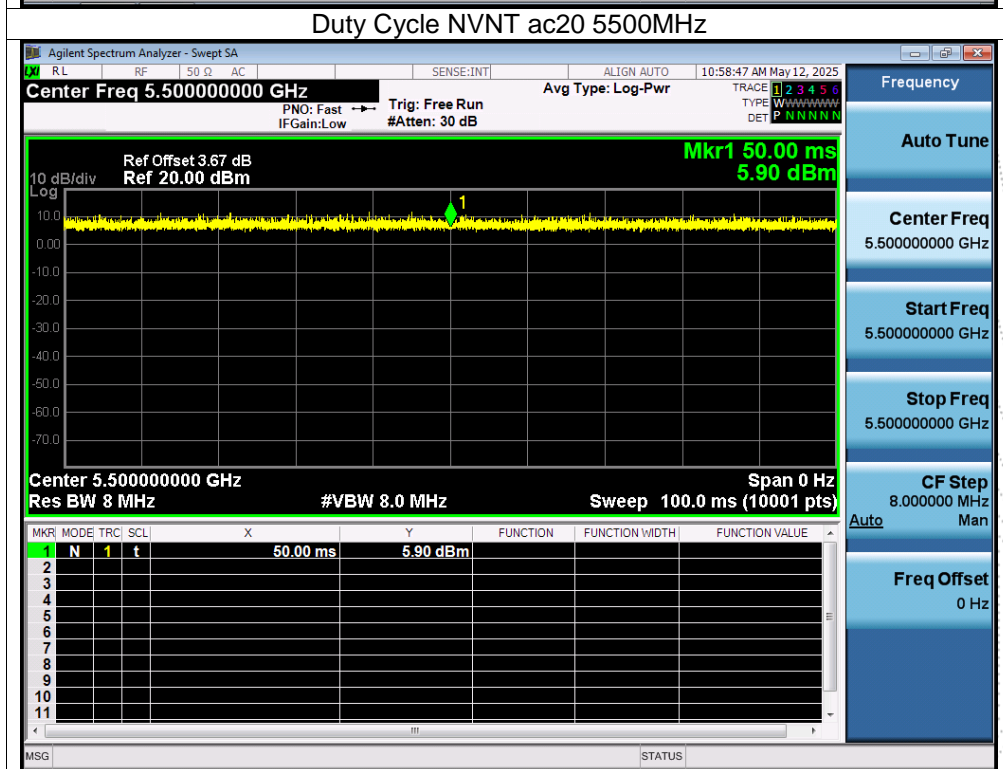 Duty Cycle NVNT ac20 5500MHz
Agilent Spectrum Analyzer - Swept SA
LXI RL RF 50 Ω AC SENSE:INT ALIGN AUTO 10:58:47 AM May 12, 2025
Center Freq 5.500000000 GHz
PNO: Fast
IFGain:Low
Trig: Free Run
#Atten: 30 dB
Avg Type: Log-Pwr
TRACE 1 2 3 4 5 6
TYPE WWWWWW
DET P N N N N N
Mkr1 50.00 ms
5.90 dBm
Ref Offset 3.67 dB
10 dB/div Ref 20.00 dBm
Log
1
10.0
0.00
-10.0
-20.0
-30.0
-40.0
-50.0
-60.0
-70.0
Center 5.500000000 GHz Span 0 Hz
Res BW 8 MHz #VBW 8.0 MHz Sweep 100.0 ms (10001 pts)
MKR MODE TRC SCL X Y FUNCTION FUNCTION WIDTH FUNCTION VALUE
1 N 1 t 50.00 ms 5.90 dBm
2
3
4
5
6
7
8
9
10
11
MSG STATUS
Frequency
Auto Tune
Center Freq
5.500000000 GHz
Start Freq
5.500000000 GHz
Stop Freq
5.500000000 GHz
CF Step
8.000000 MHz
Auto Man
Freq Offset
0 Hz